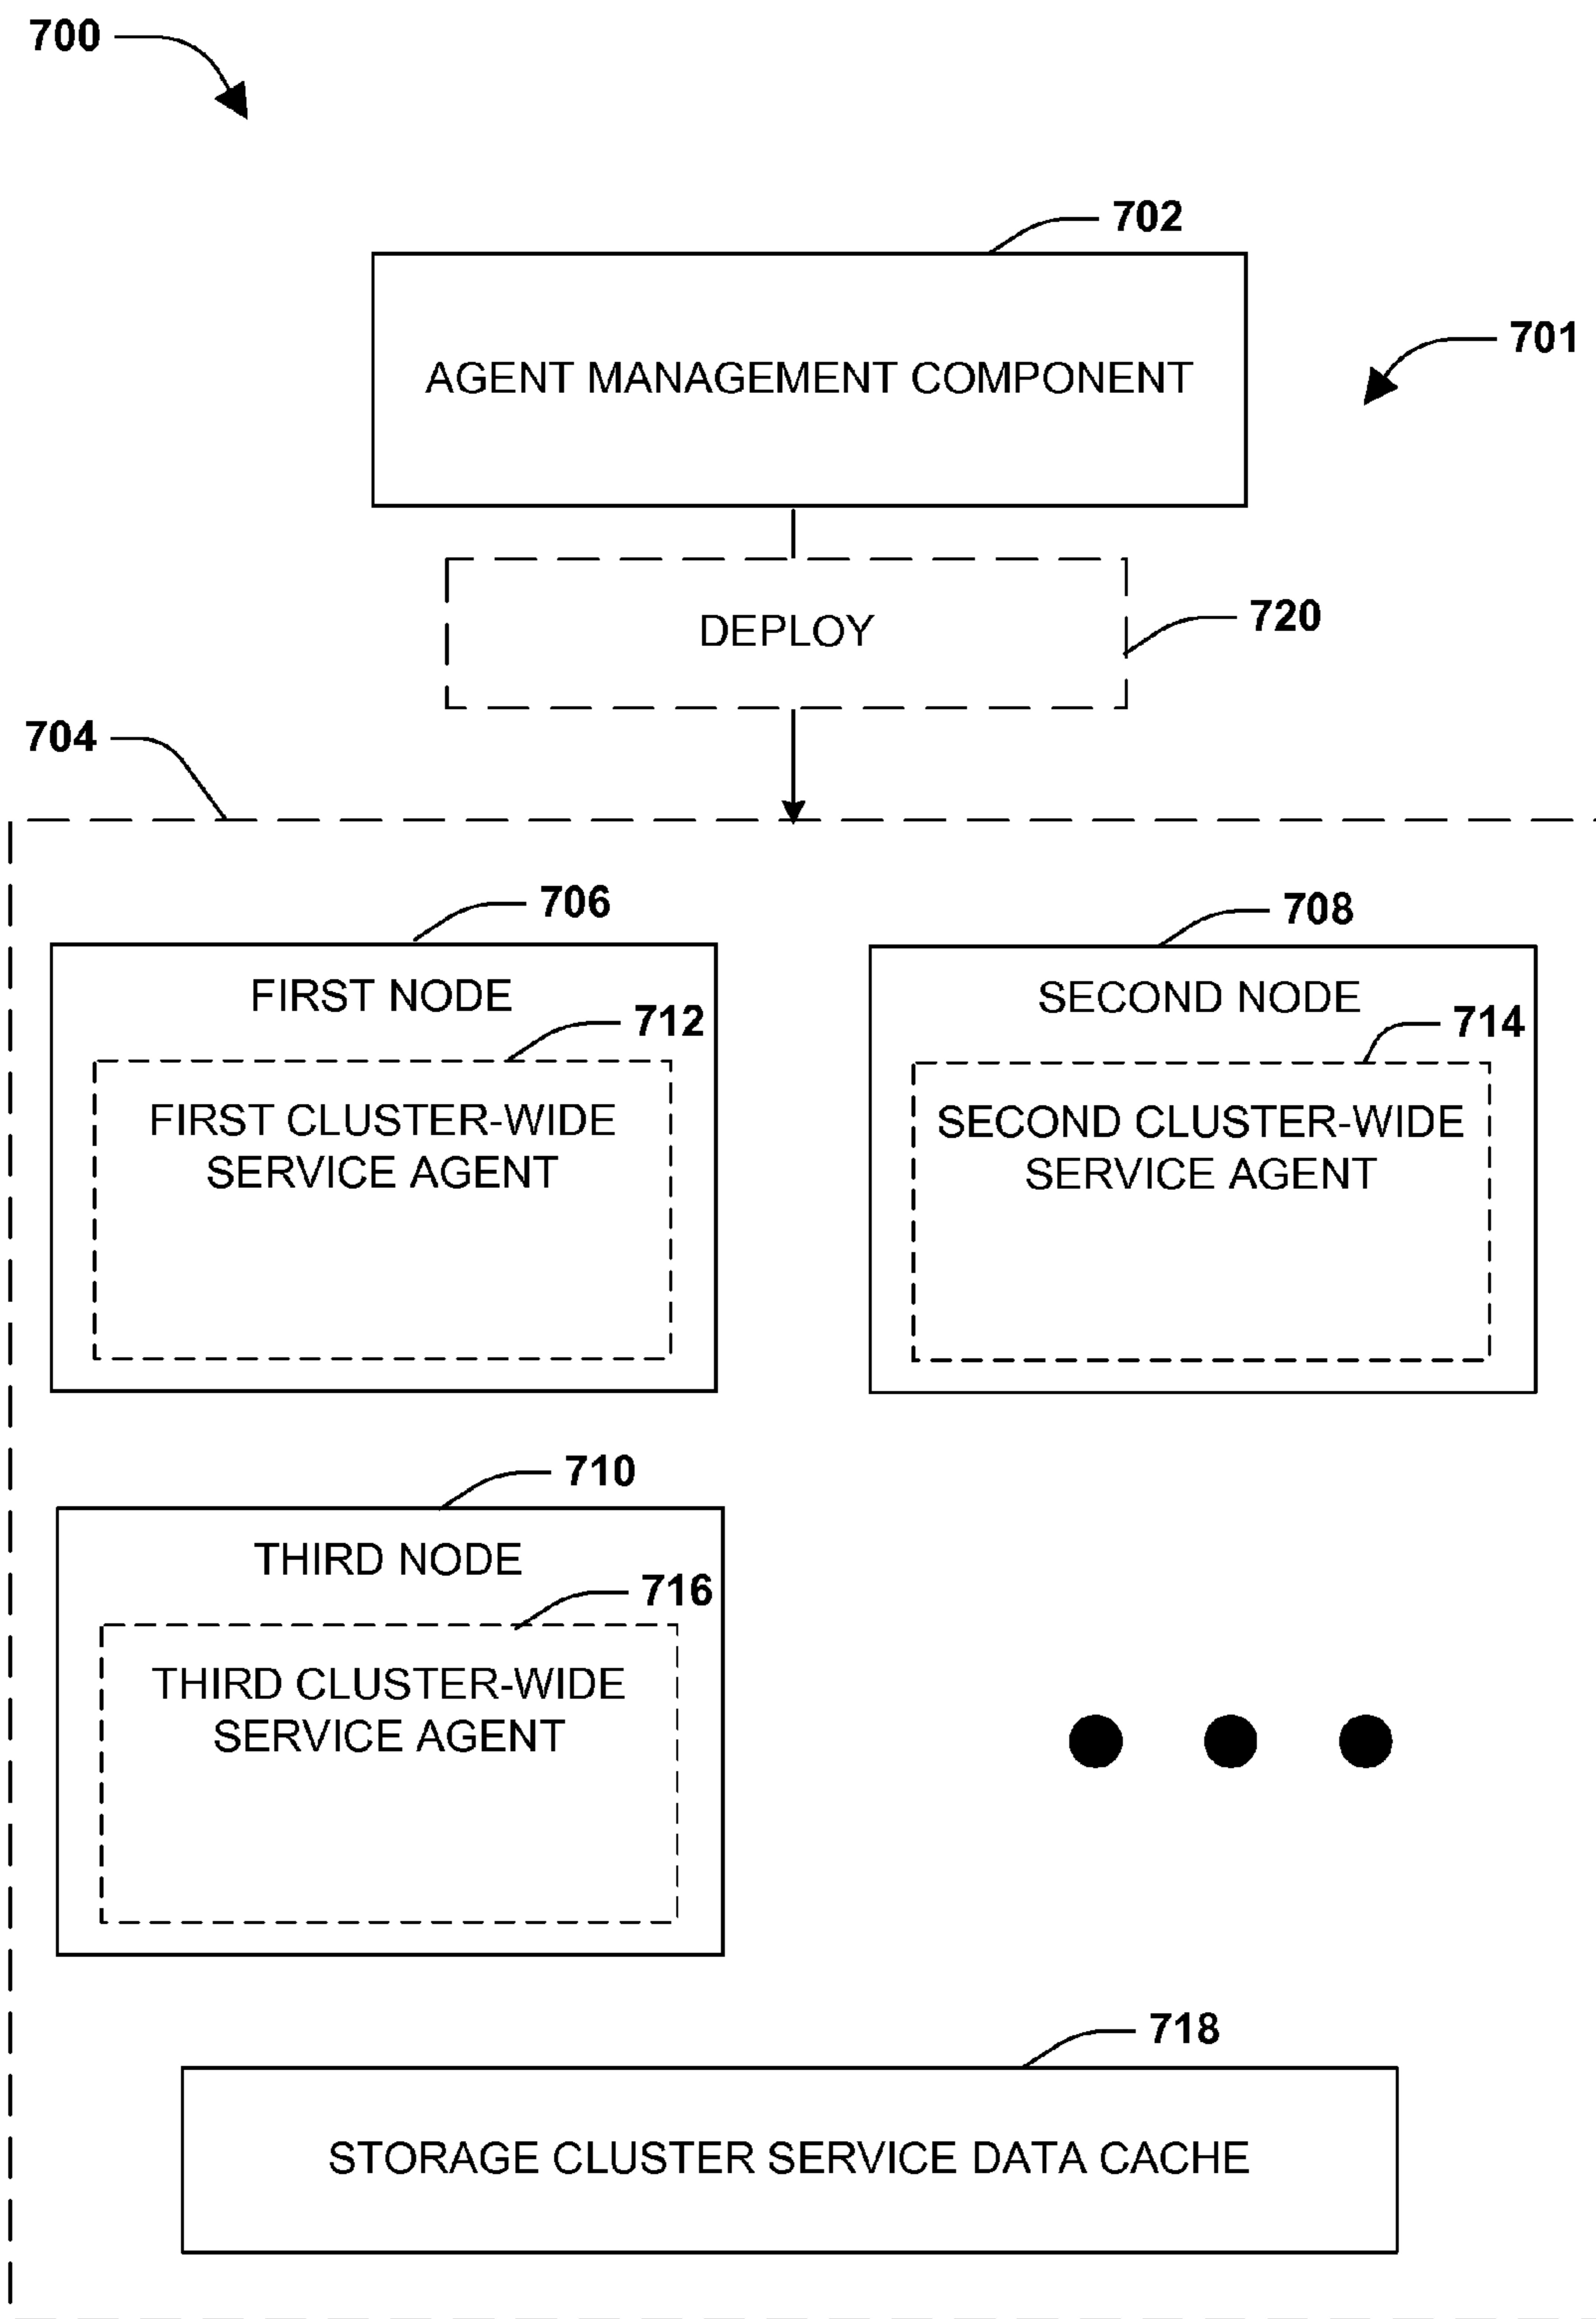 700
702
701
AGENT MANAGEMENT COMPONENT
DEPLOY
720
704
706
708
FIRST NODE
SECOND NODE
712
714
FIRST CLUSTER-WIDE
SERVICE AGENT
SECOND CLUSTER-WIDE
SERVICE AGENT
710
THIRD NODE
716
THIRD CLUSTER-WIDE
SERVICE AGENT
718
STORAGE CLUSTER SERVICE DATA CACHE